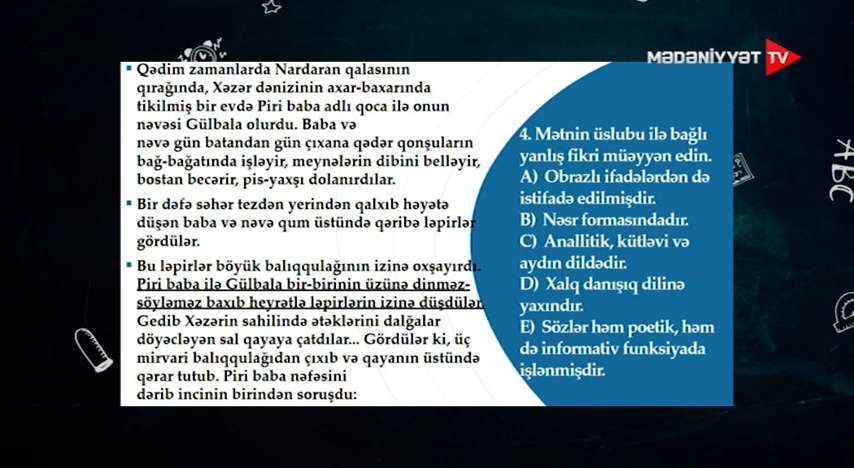 MƏDƏNİYYƏT TV
Qədim zamanlarda Nardaran qalasının
qırağında, Xəzər dənizinin axar-baxarında
tikilmiş bir evdə Piri baba adlı qoca ilə onun
nəvəsi Gülbala olurdu. Baba və
nəvə gün batandan gün çıxana qədər qonşuların
bağ-bağatında işləyir, meynələrin dibini belləyir,
bostan becərir, pis-yaxşı dolanırdılar.
Bir dəfə səhər tezdən yerindən qalxıb həyətə
düşən baba və nəvə qum üstündə qəribə ləpirlər
gördülər.
Bu ləpirlər böyük balıqqulağının izinə oxşayırdı.
Piri baba ilə Gülbala bir-birinin üzünə dinməz-
söyləməz baxıb heyrətlə ləpirlərin izinə düşdülər.
Gedib Xəzərin sahilində ətəklərini dalğalar
döyəcləyən sal qayaya çatdılar... Gördülər ki, üç
mirvari balıqqulağıdan çıxıb və qayanın üstündə
qərar tutub. Piri baba nəfəsini
dərib incinin birindən soruşdu:
4. Mətnin üslubu ilə bağlı
yanlış fikri müəyyən edin.
A) Obrazlı ifadələrdən də
istifadə edilmişdir.
B) Nəsr formasındadır.
C) Anallitik, kütləvi və
aydın dildədir.
D) Xalq danışıq dilinə
yaxındır.
E) Sözlər həm poetik, həm
də informativ funksiyada
işlənmişdir.
ABC